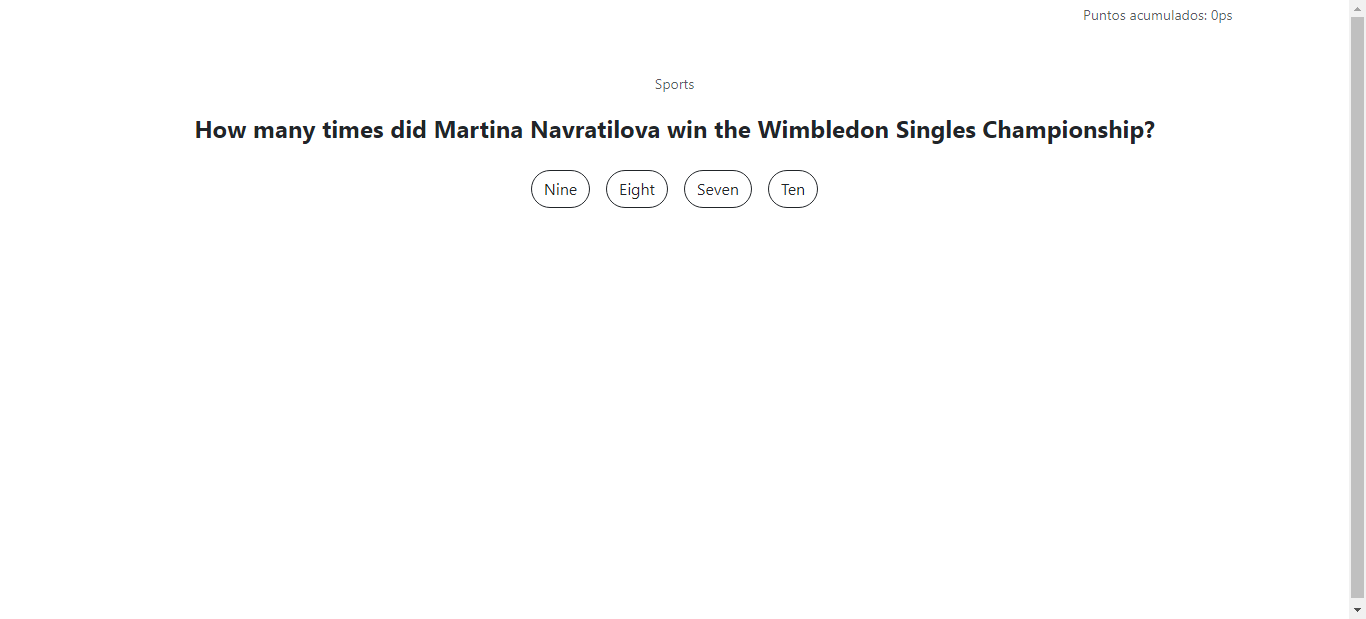 Puntos acumulados: 0ps
Sports
How many times did Martina Navratilova win the Wimbledon Singles Championship?
Nine Eight Seven Ten